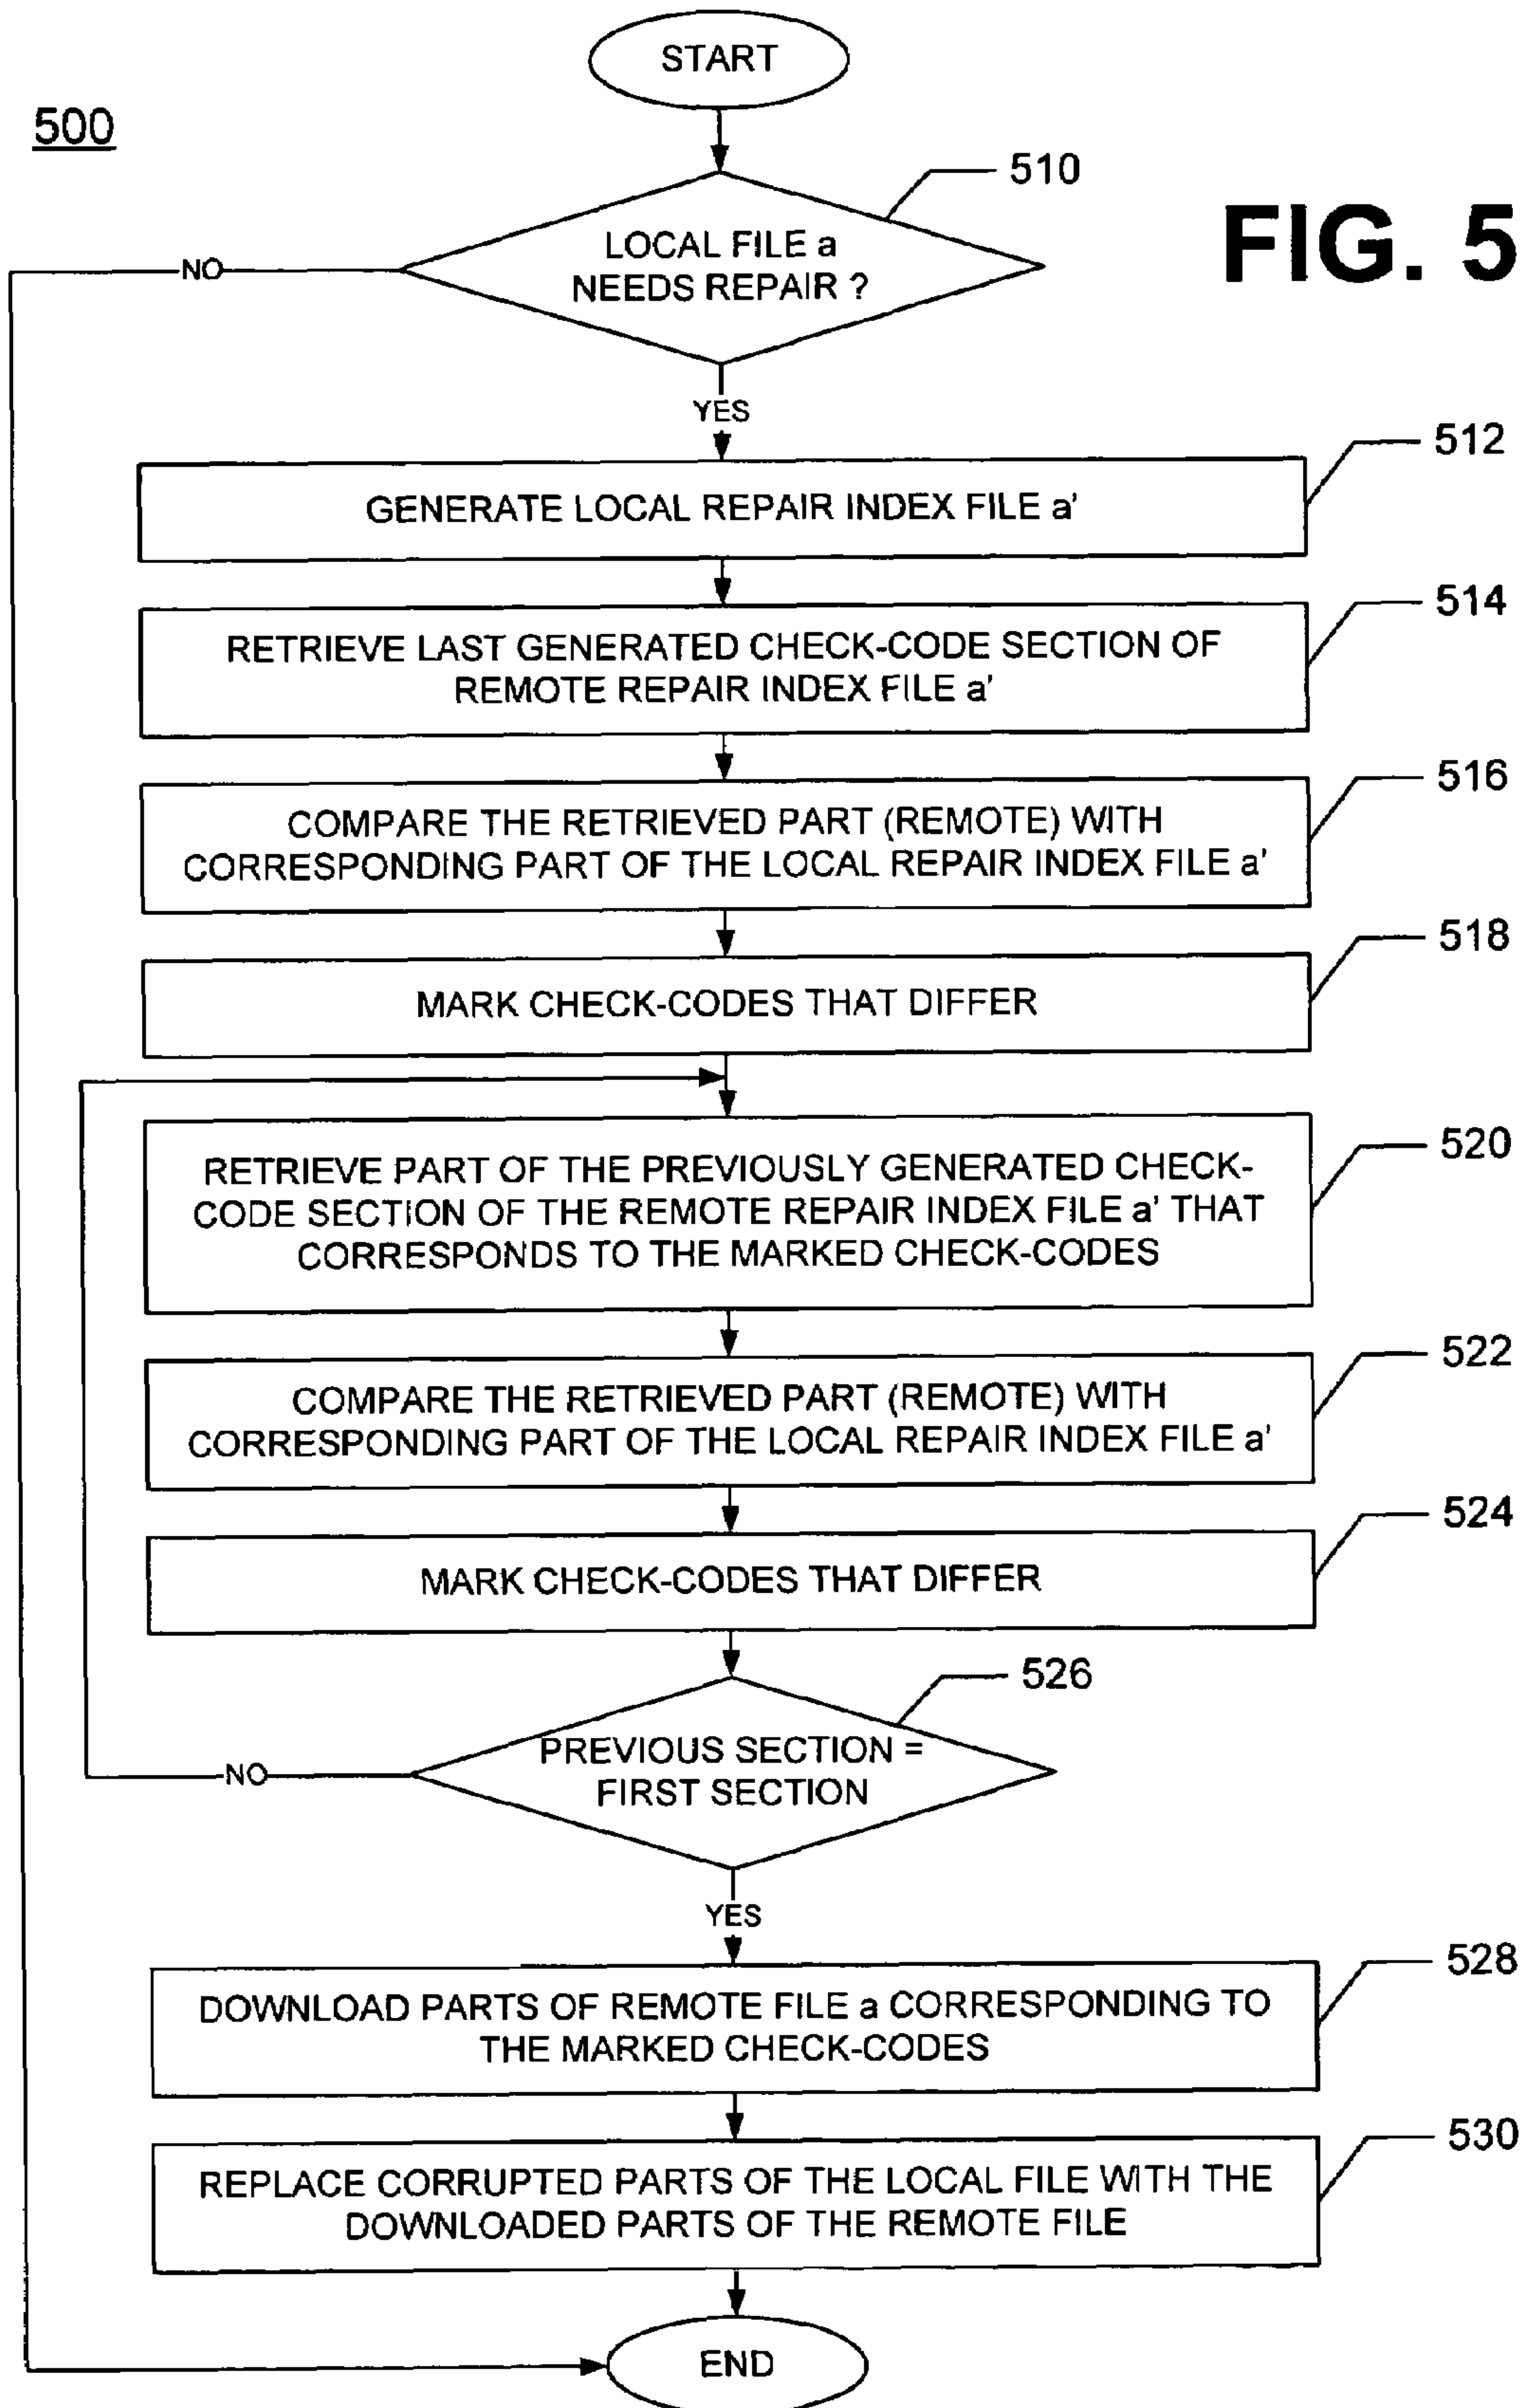 START
500
510
FIG. 5
LOCAL FILE a
NEEDS REPAIR ?
NO
YES
512
GENERATE LOCAL REPAIR INDEX FILE a'
514
RETRIEVE LAST GENERATED CHECK-CODE SECTION OF
REMOTE REPAIR INDEX FILE a'
516
COMPARE THE RETRIEVED PART (REMOTE) WITH
CORRESPONDING PART OF THE LOCAL REPAIR INDEX FILE a'
518
MARK CHECK-CODES THAT DIFFER
520
RETRIEVE PART OF THE PREVIOUSLY GENERATED CHECK-
CODE SECTION OF THE REMOTE REPAIR INDEX FILE a' THAT
CORRESPONDS TO THE MARKED CHECK-CODES
522
COMPARE THE RETRIEVED PART (REMOTE) WITH
CORRESPONDING PART OF THE LOCAL REPAIR INDEX FILE a'
524
MARK CHECK-CODES THAT DIFFER
526
PREVIOUS SECTION =
FIRST SECTION
NO
YES
528
DOWNLOAD PARTS OF REMOTE FILE a CORRESPONDING TO
THE MARKED CHECK-CODES
530
REPLACE CORRUPTED PARTS OF THE LOCAL FILE WITH THE
DOWNLOADED PARTS OF THE REMOTE FILE
END